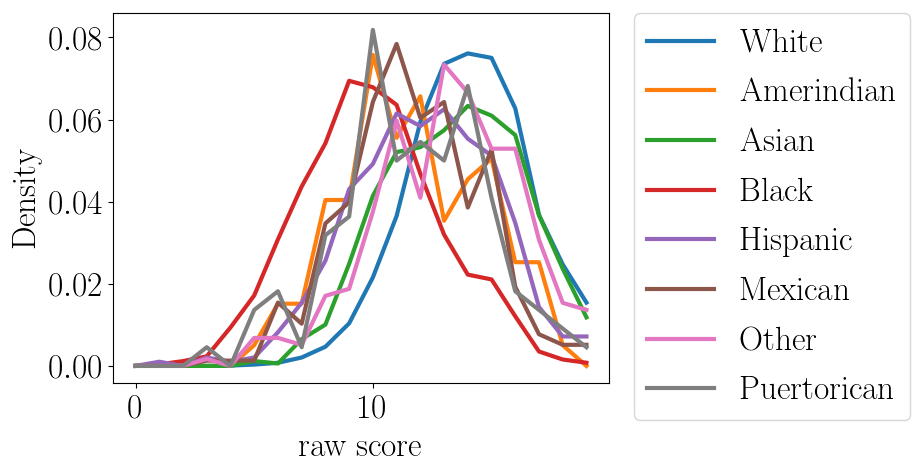 0.08
0.06
0.04
0.02
0.00
Density
0
10
raw score
White
Amerindian
Asian
Black
Hispanic
Mexican
Other
Puertorican